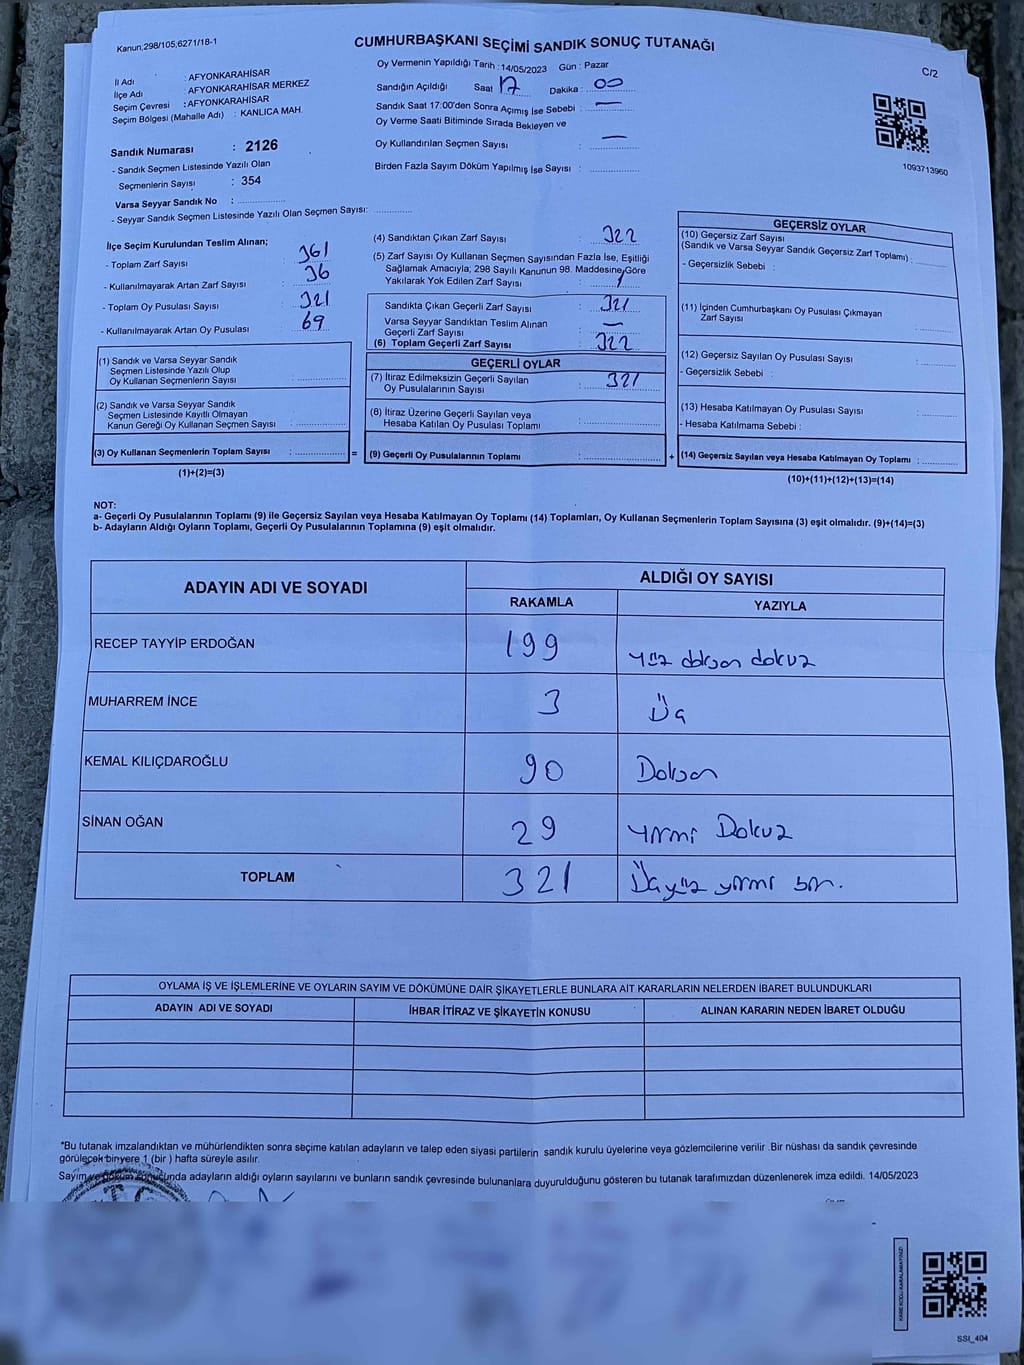 Kanun;298/105;6271/18-1
CUMHURBAŞKANI SEÇİMİ SANDIK SONUÇ TUTANAĞI
C/2
İl Adı : AFYONKARAHİSAR
İlçe Adı : AFYONKARAHİSAR MERKEZ
Seçim Çevresi : AFYONKARAHİSAR
Seçim Bölgesi (Mahalle Adı) : KANLICA MAH.
Sandık Numarası : 2126
- Sandık Seçmen Listesinde Yazılı Olan
Seçmenlerin Sayısı : 354
Varsa Seyyar Sandık No :
- Seyyar Sandık Seçmen Listesinde Yazılı Olan Seçmen Sayısı:
Oy Vermenin Yapıldığı Tarih :14/05/2023 Gün : Pazar
Sandığın Açıldığı Saat 17 Dakika : 00
Sandık Saat 17:00'den Sonra Açımış İse Sebebi : —
Oy Verme Saati Bitiminde Sırada Bekleyen ve
Oy Kullandırılan Seçmen Sayısı : —
Birden Fazla Sayım Döküm Yapılmış İse Sayısı :
1093713960
İlçe Seçim Kurulundan Teslim Alınan;
- Toplam Zarf Sayısı : 361
- Kullanılmayarak Artan Zarf Sayısı : 36
- Toplam Oy Pusulası Sayısı : 321
- Kullanılmayarak Artan Oy Pusulası : 69
(1) Sandık ve Varsa Seyyar Sandık
Seçmen Listesinde Yazılı Olup
Oy Kullanan Seçmenlerin Sayısı :
(2) Sandık ve Varsa Seyyar Sandık
Seçmen Listesinde Kayıtlı Olmayan
Kanun Gereği Oy Kullanan Seçmen Sayısı :
(3) Oy Kullanan Seçmenlerin Toplam Sayısı :
(1)+(2)=(3)
(4) Sandıktan Çıkan Zarf Sayısı : 322
(5) Zarf Sayısı Oy Kullanan Seçmen Sayısından Fazla İse, Eşitliği
Sağlamak Amacıyla; 298 Sayılı Kanunun 98. Maddesine Göre
Yakılarak Yok Edilen Zarf Sayısı : 1
Sandıkta Çıkan Geçerli Zarf Sayısı : 321
Varsa Seyyar Sandıktan Teslim Alınan
Geçerli Zarf Sayısı : —
(6) Toplam Geçerli Zarf Sayısı : 322
GEÇERLİ OYLAR
(7) İtiraz Edilmeksizin Geçerli Sayılan
Oy Pusulalarının Sayısı : 321
(8) İtiraz Üzerine Geçerli Sayılan veya
Hesaba Katılan Oy Pusulası Toplamı :
= (9) Geçerli Oy Pusulalarının Toplamı :
GEÇERSİZ OYLAR
(10) Geçersiz Zarf Sayısı
(Sandık ve Varsa Seyyar Sandık Geçersiz Zarf Toplamı) :
- Geçersizlik Sebebi :
(11) İçinden Cumhurbaşkanı Oy Pusulası Çıkmayan
Zarf Sayısı :
(12) Geçersiz Sayılan Oy Pusulası Sayısı :
- Geçersizlik Sebebi :
(13) Hesaba Katılmayan Oy Pusulası Sayısı :
- Hesaba Katılmama Sebebi :
+ (14) Geçersiz Sayılan veya Hesaba Katılmayan Oy Toplamı :
(10)+(11)+(12)+(13)=(14)
NOT:
a- Geçerli Oy Pusulalarının Toplamı (9) ile Geçersiz Sayılan veya Hesaba Katılmayan Oy Toplamı (14) Toplamları, Oy Kullanan Seçmenlerin Toplam Sayısına (3) eşit olmalıdır. (9)+(14)=(3)
b- Adayların Aldığı Oyların Toplamı, Geçerli Oy Pusulalarının Toplamına (9) eşit olmalıdır.
ADAYIN ADI VE SOYADI
ALDIĞI OY SAYISI
RAKAMLA YAZIYLA
RECEP TAYYİP ERDOĞAN 199 yüz doksan dokuz
MUHARREM İNCE 3 Üç
KEMAL KILIÇDAROĞLU 90 Doksan
SİNAN OĞAN 29 yirmi Dokuz
TOPLAM 321 Üçyüz yirmi bir.
OYLAMA İŞ VE İŞLEMLERİNE VE OYLARIN SAYIM VE DÖKÜMÜNE DAİR ŞİKAYETLERLE BUNLARA AİT KARARLARIN NELERDEN İBARET BULUNDUKLARI
ADAYIN ADI VE SOYADI İHBAR İTİRAZ VE ŞİKAYETİN KONUSU ALINAN KARARIN NEDEN İBARET OLDUĞU
*Bu tutanak imzalandıktan ve mühürlendikten sonra seçime katılan adayların ve talep eden siyasi partilerin sandık kurulu üyelerine veya gözlemcilerine verilir .Bir nüshası da sandık çevresinde
görülecek bir yere 1 (bir ) hafta süreyle asılır.
Sayım ve döküm sonucunda adayların aldığı oyların sayılarını ve bunların sandık çevresinde bulunanlara duyurulduğunu gösteren bu tutanak tarafımızdan düzenlenerek imza edildi. 14/05/2023
KARE KODU KARALAMAYINIZ!
SSI_404